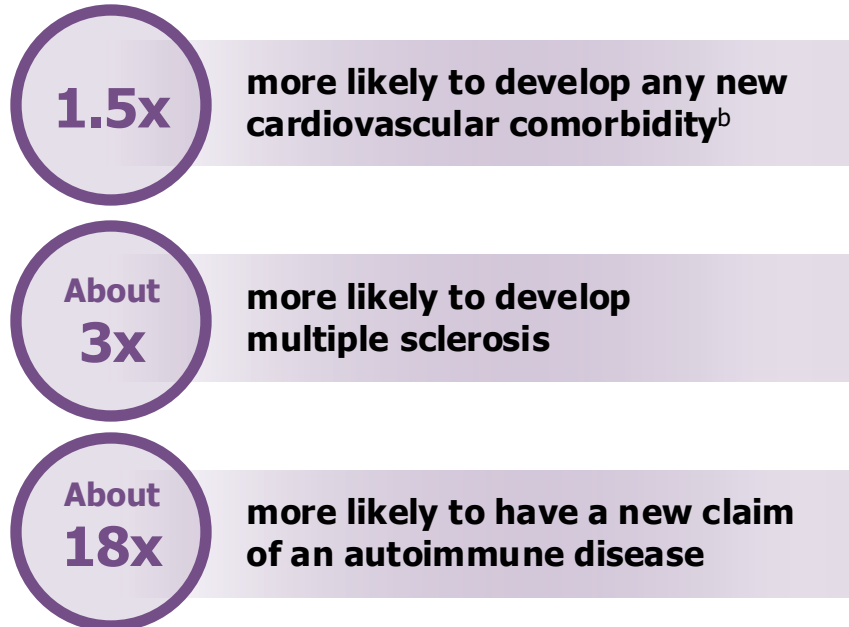 1.5x
more likely to develop any new
cardiovascular comorbidityᵇ
About
3x
more likely to develop
multiple sclerosis
About
18x
more likely to have a new claim
of an autoimmune disease